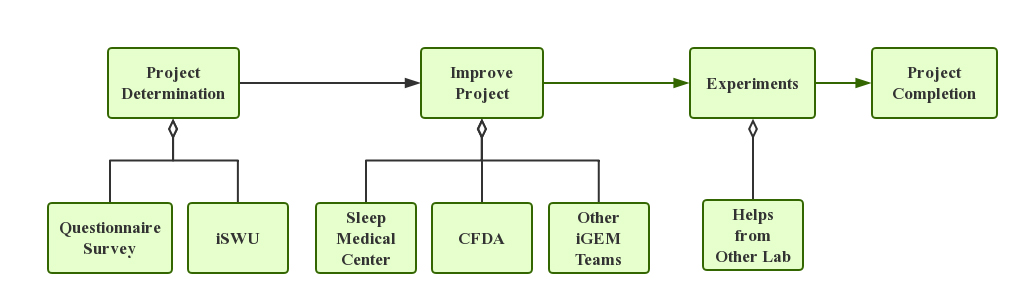 Project
Determination
Improve
Project
Experiments
Project
Completion
Questionnaire
Survey
iSWU
Sleep
Medical
Center
CFDA
Other
iGEM
Teams
Helps
from
Other Lab